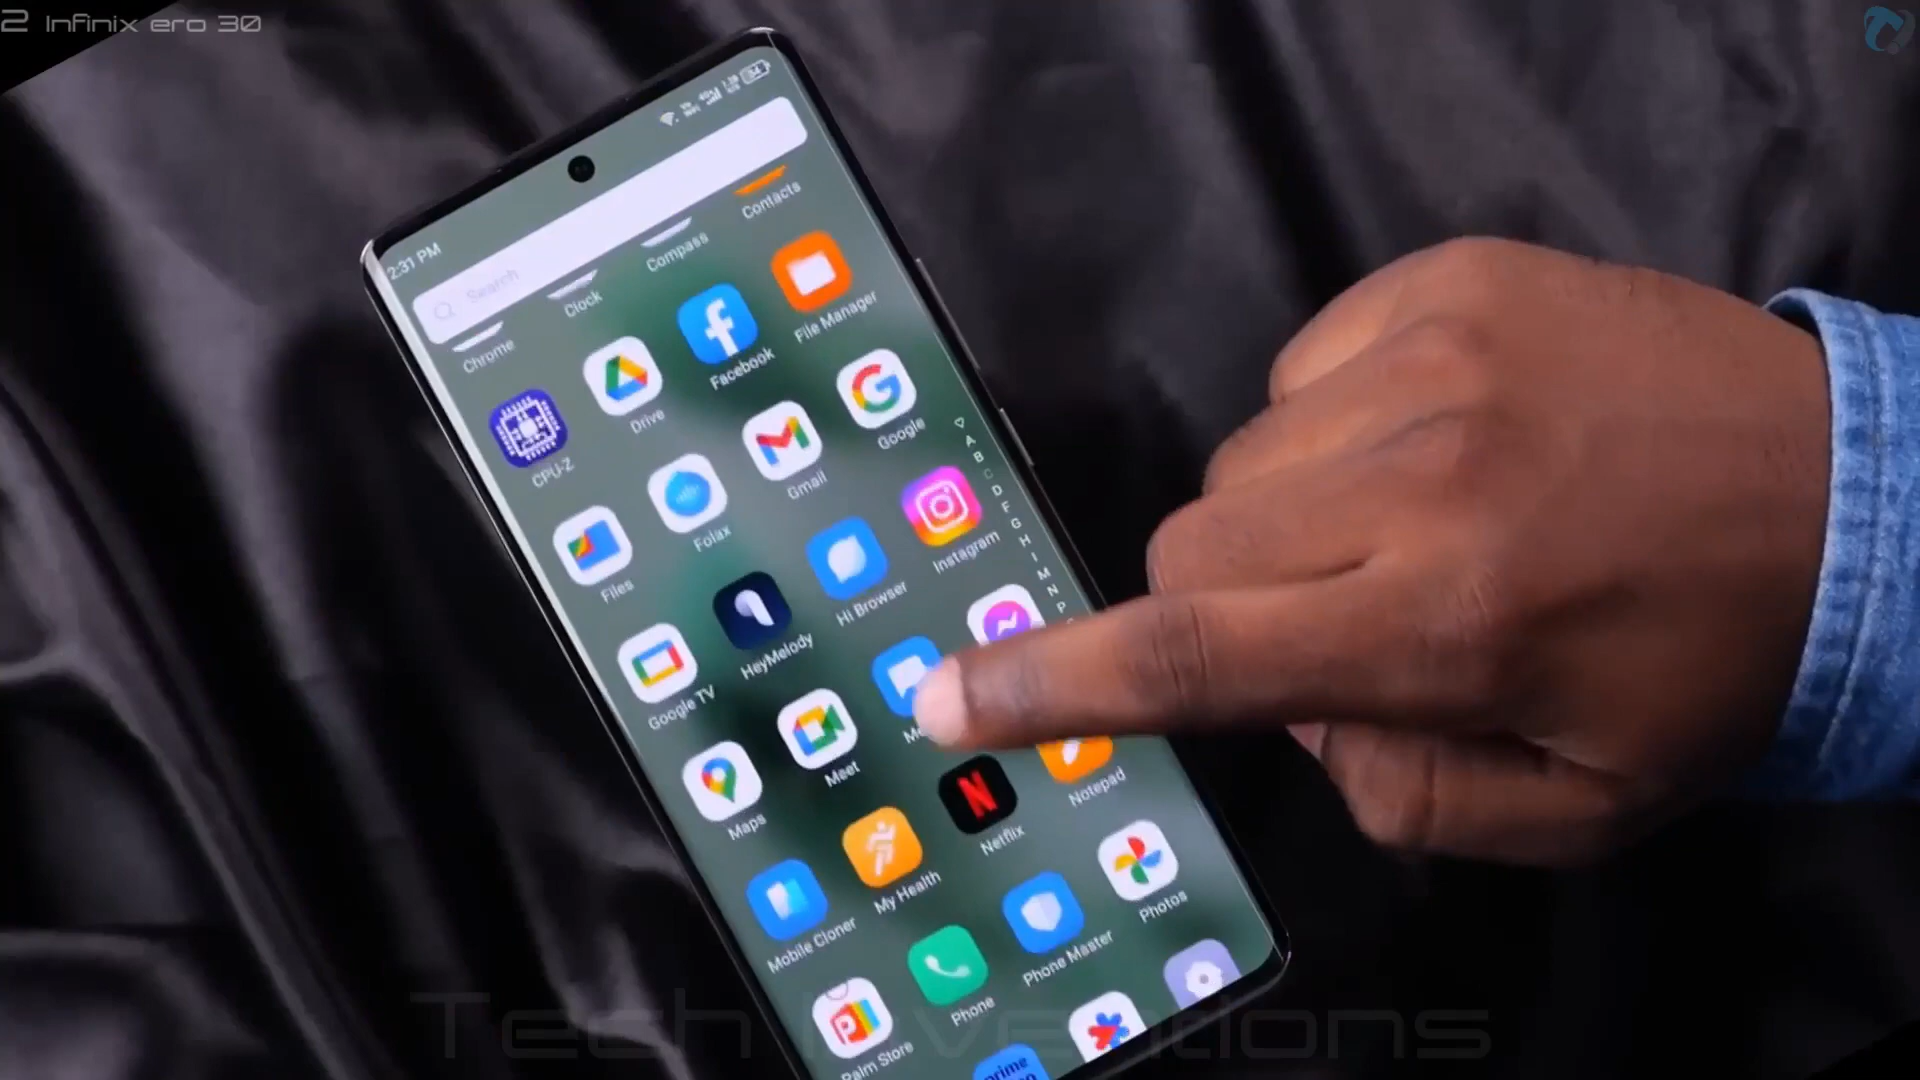 2 Infinix ero 30
2:31 PM
Search
Chrome
Clock
Compass
Contacts
CPU-Z
Drive
Facebook
File Manager
Files
Folax
Gmail
Google
Google TV
HeyMelody
Hi Browser
Instagram
Maps
Meet
Mobile Cloner
My Health
Netflix
Notepad
Palm Store
Phone
Phone Master
Photos
prime
A
B
C
D
F
G
H
I
M
N
P